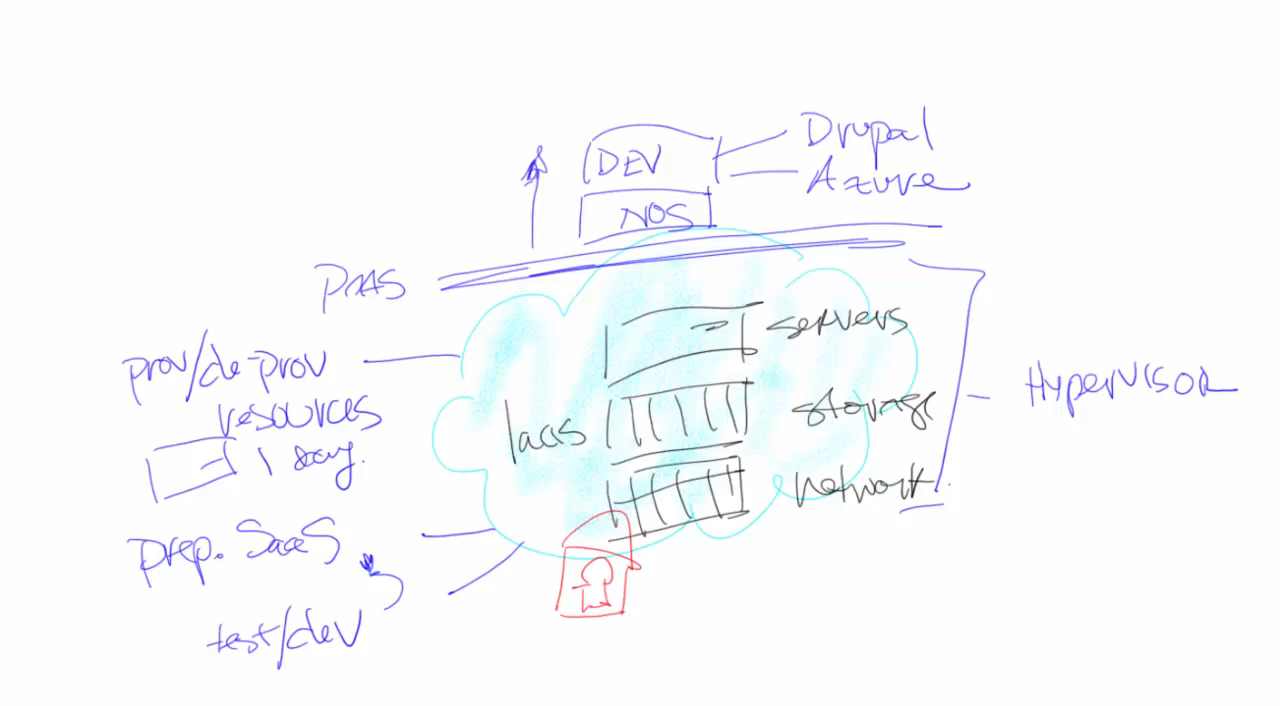 Drupal
DEV
Azure
NOS
PAAS
servers
prov/de-prov
resources
Hypervisor
storage
Iaas
1 day.
network
prep. SaaS
test/dev